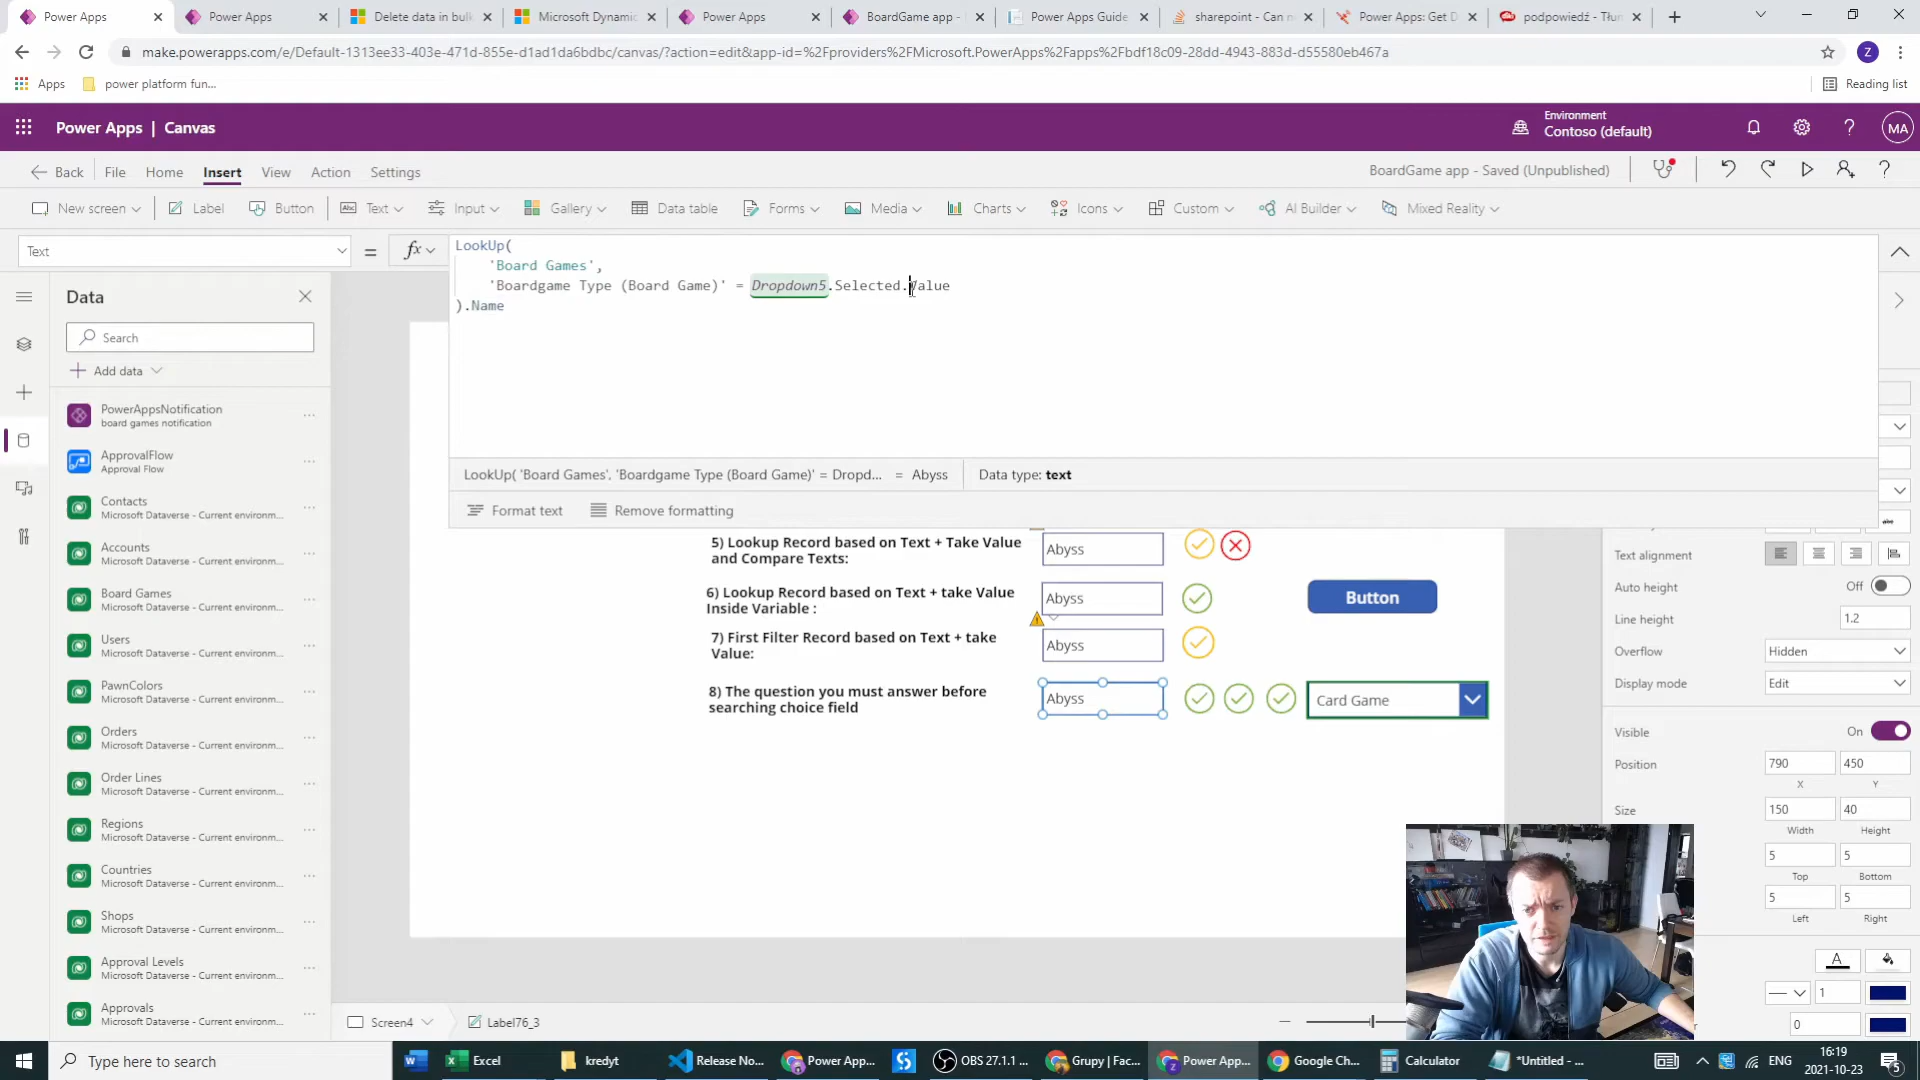 Power Apps
Power Apps
Delete data in bulk
Microsoft Dynamic
Power Apps
BoardGame app -
Power Apps Guide
sharepoint - Can n
Power Apps: Get D
podpowiedź - Tłun
make.powerapps.com/e/Default-1313ee33-403e-471d-855e-d1ad1da6bdbc/canvas/?action=edit&app-id=%2Fproviders%2FMicrosoft.PowerApps%2Fapps%2Fbdf18c09-28dd-4943-883d-d55580eb467a
Z
Apps
power platform fun...
Reading list
Power Apps | Canvas
Environment
Contoso (default)
MA
Back
File
Home
Insert
View
Action
Settings
BoardGame app - Saved (Unpublished)
New screen
Label
Button
Text
Input
Gallery
Data table
Forms
Media
Charts
Icons
Custom
AI Builder
Mixed Reality
Text
=
fx
LookUp(
'Board Games',
'Boardgame Type (Board Game)' = Dropdown5.Selected.Value
).Name
LookUp( 'Board Games', 'Boardgame Type (Board Game)' = Dropd... = Abyss
Data type: text
Format text
Remove formatting
Data
Search
Add data
PowerAppsNotification
board games notification
ApprovalFlow
Approval Flow
Contacts
Microsoft Dataverse - Current environm...
Accounts
Microsoft Dataverse - Current environm...
Board Games
Microsoft Dataverse - Current environm...
Users
Microsoft Dataverse - Current environm...
PawnColors
Microsoft Dataverse - Current environm...
Orders
Microsoft Dataverse - Current environm...
Order Lines
Microsoft Dataverse - Current environm...
Regions
Microsoft Dataverse - Current environm...
Countries
Microsoft Dataverse - Current environm...
Shops
Microsoft Dataverse - Current environm...
Approval Levels
Microsoft Dataverse - Current environm...
Approvals
Microsoft Dataverse - Current environm...
5) Lookup Record based on Text + Take Value
and Compare Texts:
Abyss
6) Lookup Record based on Text + take Value
Inside Variable :
Abyss
Button
7) First Filter Record based on Text + take
Value:
Abyss
8) The question you must answer before
searching choice field
Abyss
Card Game
Text alignment
Auto height
Off
Line height
1.2
Overflow
Hidden
Display mode
Edit
Visible
On
Position
790
450
X
Y
Size
150
40
Width
Height
5
5
Top
Bottom
5
5
Left
Right
A
1
0
Screen4
Label76_3
Type here to search
Excel
kredyt
Release No...
Power App...
OBS 27.1.1 ...
Grupy | Fac...
Power App...
Google Ch...
Calculator
*Untitled - ...
ENG
16:19
2021-10-23
5